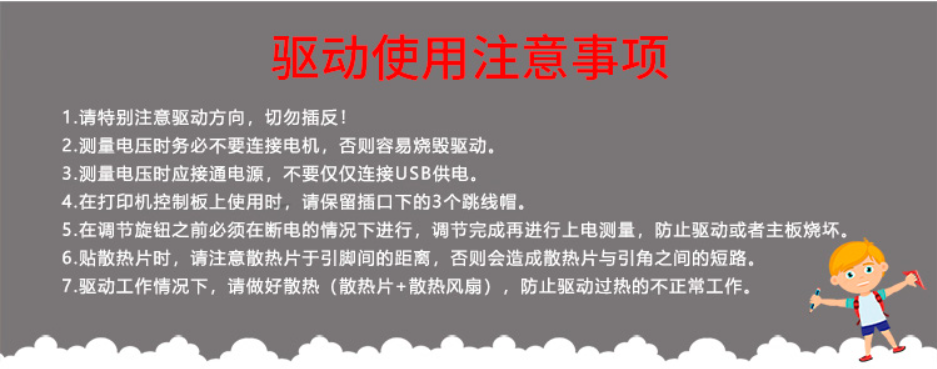 驱动使用注意事项
1.请特别注意驱动方向，切勿插反！
2.测量电压时务必不要连接电机，否则容易烧毁驱动。
3.测量电压时应接通电源，不要仅仅连接USB供电。
4.在打印机控制板上使用时，请保留插口下的3个跳线帽。
5.在调节旋钮之前必须在断电的情况下进行，调节完成再进行上电测量，防止驱动或者主板烧坏。
6.贴散热片时，请注意散热片于引脚间的距离，否则会造成散热片与引角之间的短路。
7.驱动工作情况下，请做好散热（散热片+散热风扇），防止驱动过热的不正常工作。